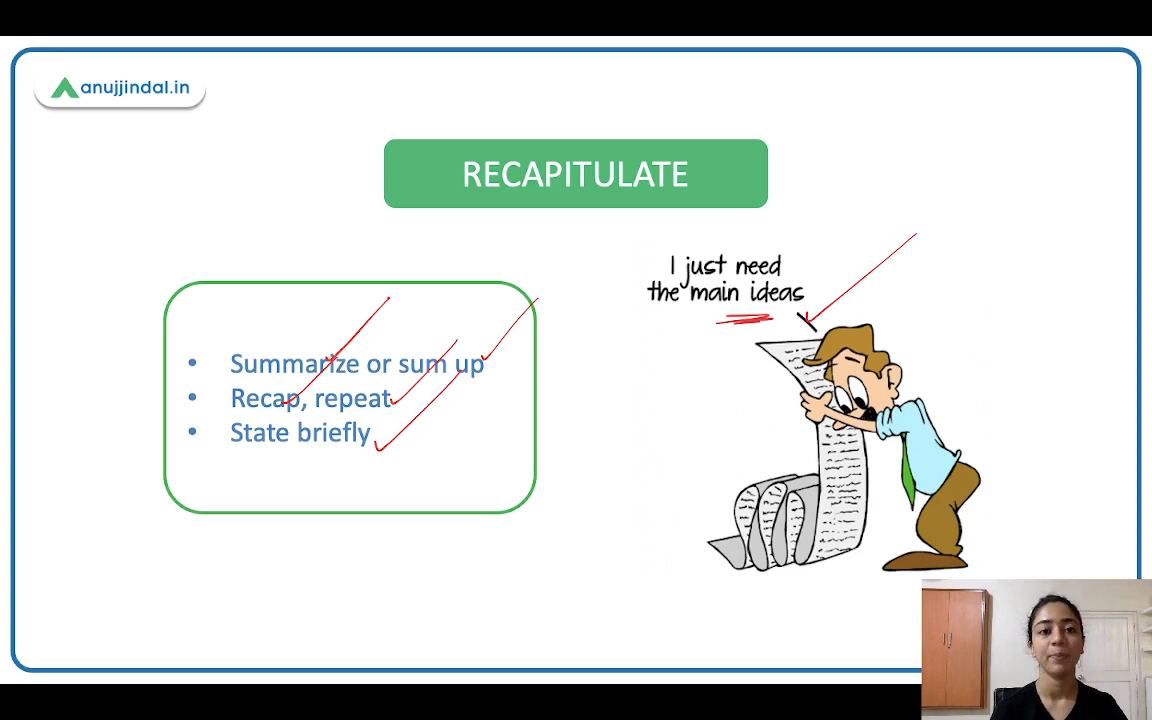 anujjindal.in
RECAPITULATE
I just need
the main ideas
• Summarize or sum up
• Recap, repeat
• State briefly